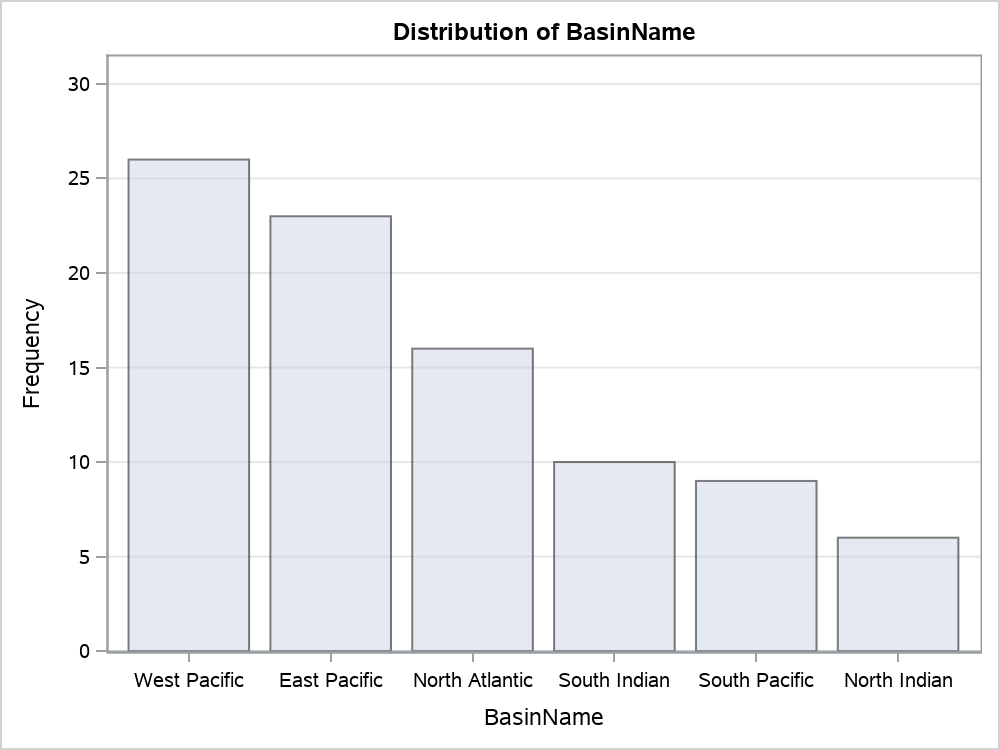 Distribution of BasinName
30
25
20
15
10
5
0
Frequency
West Pacific East Pacific North Atlantic South Indian South Pacific North Indian
BasinName